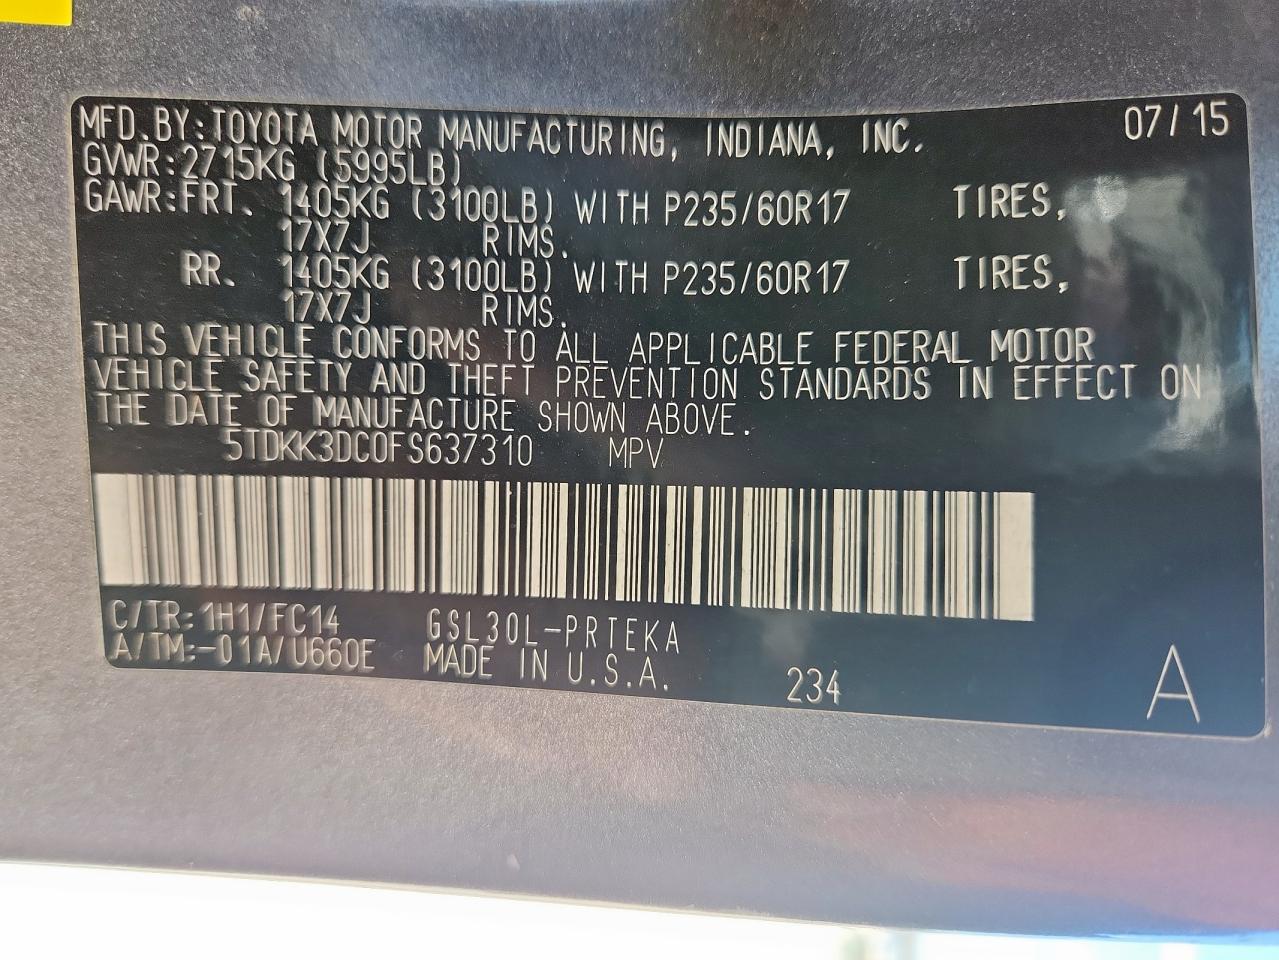 MFD.BY:TOYOTA MOTOR MANUFACTURING, INDIANA, INC. 07/15
GVWR:2715KG (5995LB)
GAWR:FRT. 1405KG (3100LB) WITH P235/60R17 TIRES,
17X7J RIMS.
RR. 1405KG (3100LB) WITH P235/60R17 TIRES,
17X7J RIMS.
THIS VEHICLE CONFORMS TO ALL APPLICABLE FEDERAL MOTOR
VEHICLE SAFETY AND THEFT PREVENTION STANDARDS IN EFFECT ON
THE DATE OF MANUFACTURE SHOWN ABOVE.
5TDKK3DC0FS637310 MPV
C/TR:1H1/FC14 GSL30L-PRTEKA
A/TM:-01A/U660E MADE IN U.S.A. 234 A